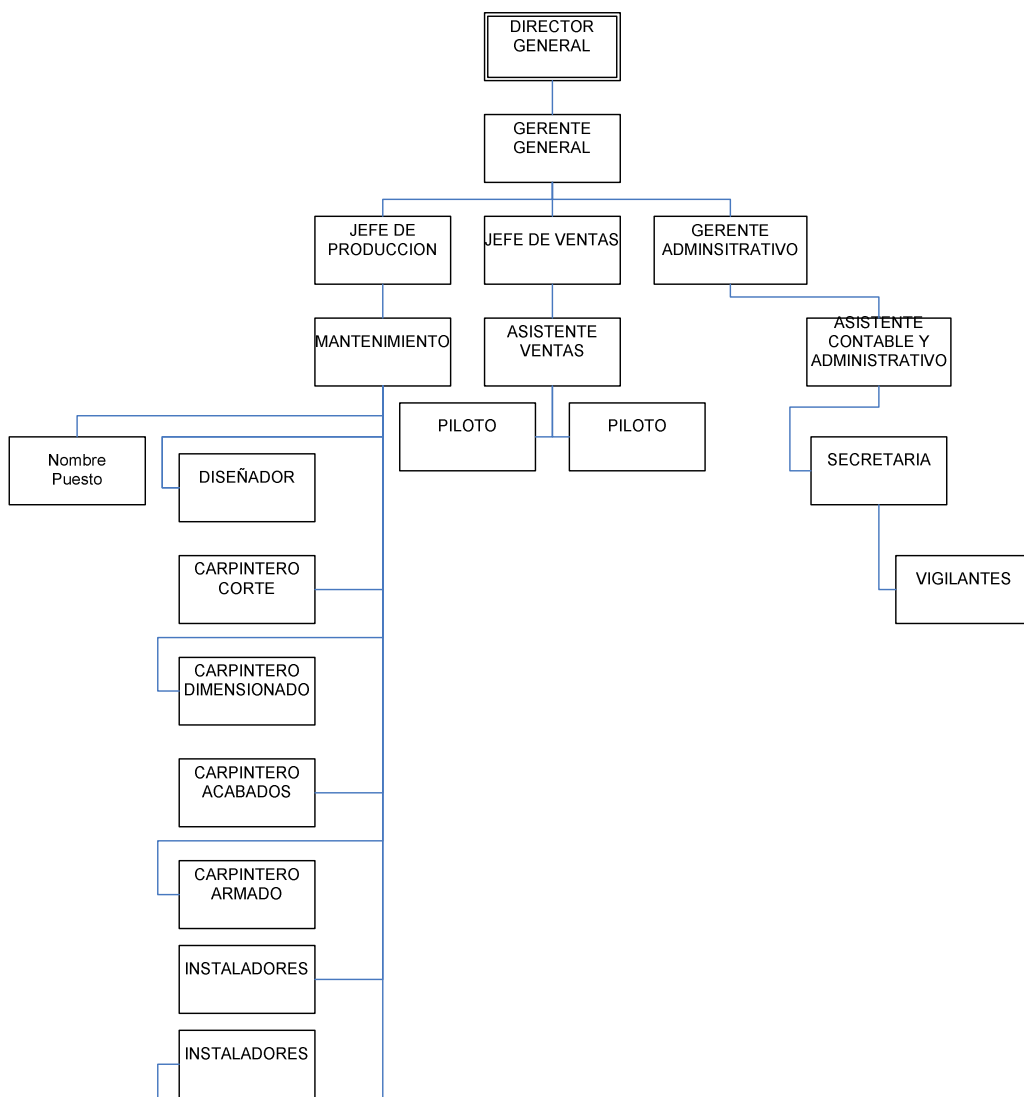 DIRECTOR
GENERAL
GERENTE
GENERAL
JEFE DE
PRODUCCION
JEFE DE VENTAS
GERENTE
ADMINSITRATIVO
MANTENIMIENTO
ASISTENTE
VENTAS
ASISTENTE
CONTABLE Y
ADMINISTRATIVO
PILOTO
PILOTO
Nombre
Puesto
DISEÑADOR
SECRETARIA
CARPINTERO
CORTE
VIGILANTES
CARPINTERO
DIMENSIONADO
CARPINTERO
ACABADOS
CARPINTERO
ARMADO
INSTALADORES
INSTALADORES